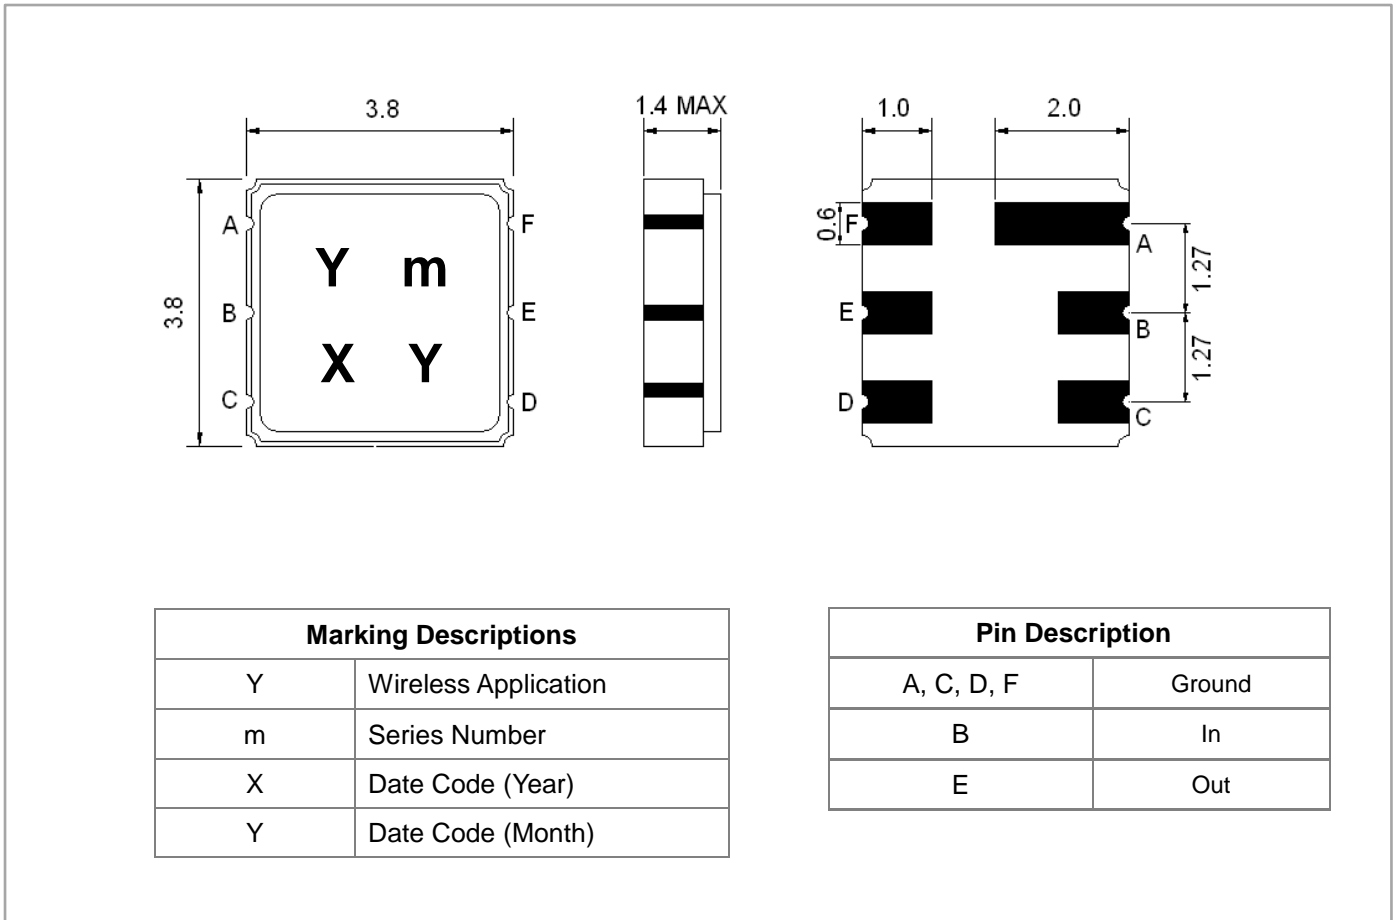 3.8
1.4 MAX
1.0
2.0
3.8
A
B
C
F
E
D
Y m
X Y
0.6
F
E
D
A
B
C
1.27
1.27
Marking Descriptions
Y Wireless Application
m Series Number
X Date Code (Year)
Y Date Code (Month)
Pin Description
A, C, D, F Ground
B In
E Out